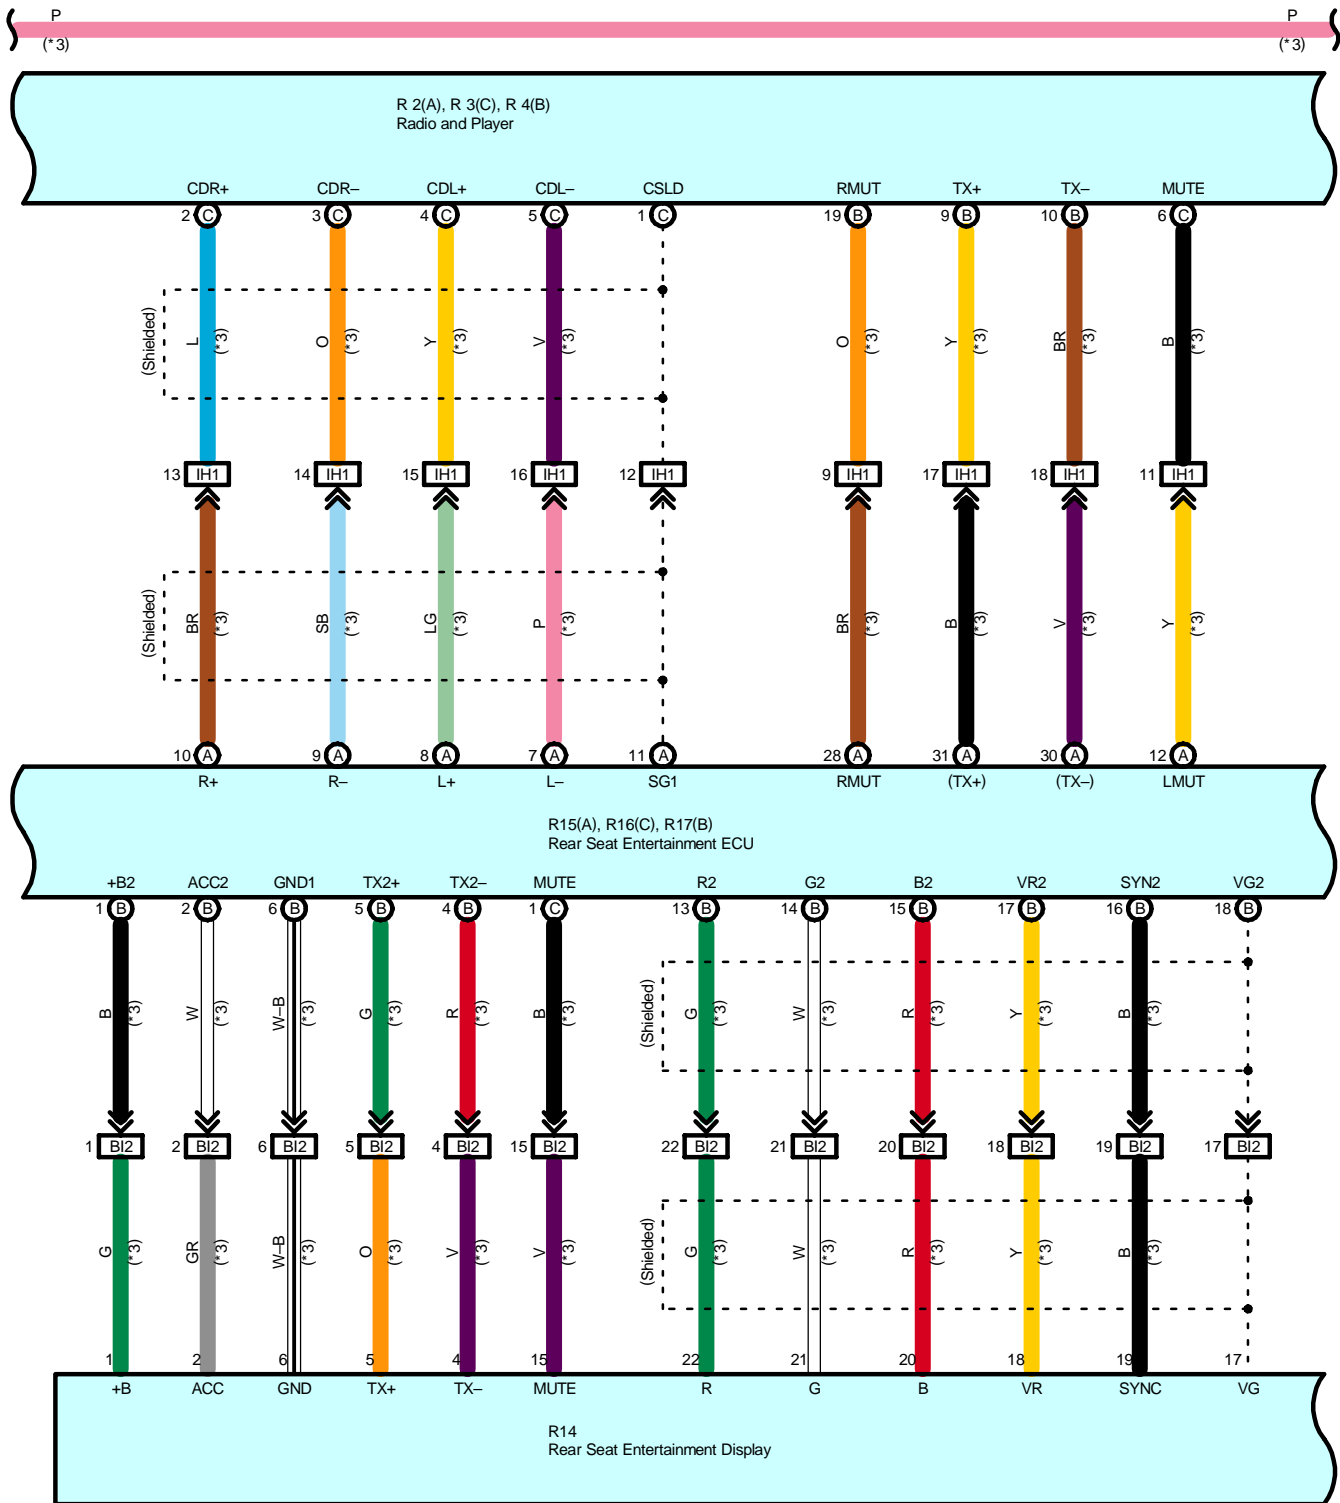 P P
(*3) (*3)
R 2(A), R 3(C), R 4(B)
Radio and Player
CDR+ CDR− CDL+ CDL− CSLD RMUT TX+ TX− MUTE
2 C 3 C 4 C 5 C 1 C 19 B 9 B 10 B 6 C
(Shielded) L (*3) O (*3) Y (*3) V (*3) O (*3) Y (*3) BR (*3) B (*3)
13 IH1 14 IH1 15 IH1 16 IH1 12 IH1 9 IH1 17 IH1 18 IH1 11 IH1
(Shielded) BR (*3) SB (*3) LG (*3) P (*3) BR (*3) B (*3) V (*3) Y (*3)
10 A 9 A 8 A 7 A 11 A 28 A 31 A 30 A 12 A
R+ R− L+ L− SG1 RMUT (TX+) (TX−) LMUT
R15(A), R16(C), R17(B)
Rear Seat Entertainment ECU
+B2 ACC2 GND1 TX2+ TX2− MUTE R2 G2 B2 VR2 SYN2 VG2
1 B 2 B 6 B 5 B 4 B 1 C 13 B 14 B 15 B 17 B 16 B 18 B
B (*3) W (*3) W−B (*3) G (*3) R (*3) B (*3) (Shielded) G (*3) W (*3) R (*3) Y (*3) B (*3)
1 BI2 2 BI2 6 BI2 5 BI2 4 BI2 15 BI2 22 BI2 21 BI2 20 BI2 18 BI2 19 BI2 17 BI2
G (*3) GR (*3) W−B (*3) O (*3) V (*3) V (*3) (Shielded) G (*3) W (*3) R (*3) Y (*3) B (*3)
1 2 6 5 4 15 22 21 20 18 19 17
+B ACC GND TX+ TX− MUTE R G B VR SYNC VG
R14
Rear Seat Entertainment Display